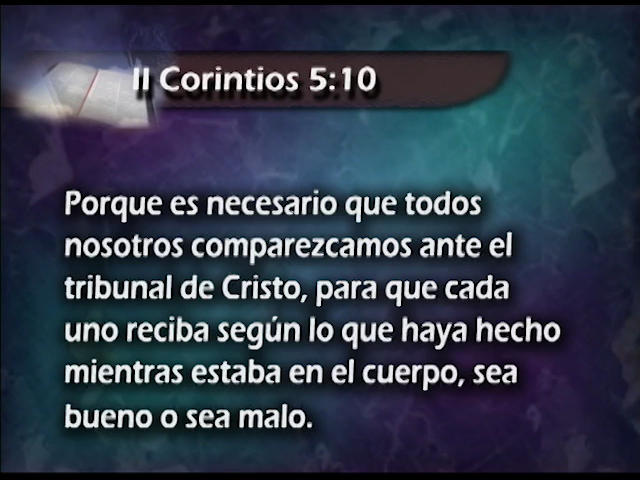 II Corintios 5:10
Porque es necesario que todos
nosotros comparezcamos ante el
tribunal de Cristo, para que cada
uno reciba según lo que haya hecho
mientras estaba en el cuerpo, sea
bueno o sea malo.